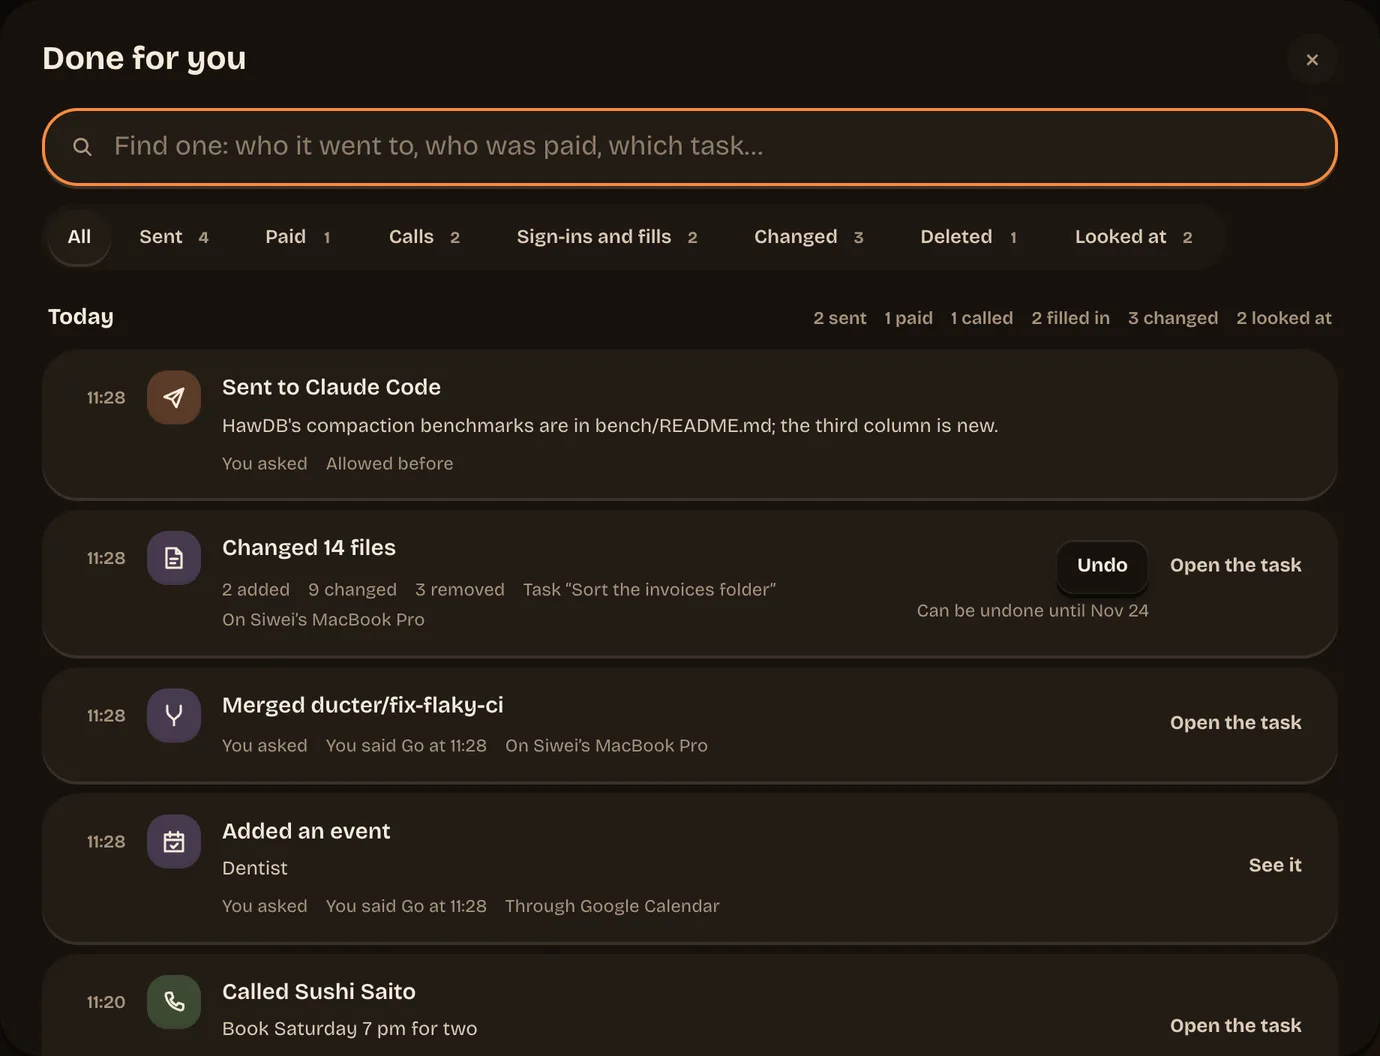 Done for you
Find one: who it went to, who was paid, which task...
All Sent 4 Paid 1 Calls 2 Sign-ins and fills 2 Changed 3 Deleted 1 Looked at 2
Today 2 sent 1 paid 1 called 2 filled in 3 changed 2 looked at
11:28 Sent to Claude Code
HawDB's compaction benchmarks are in bench/README.md; the third column is new.
You asked Allowed before
11:28 Changed 14 files
Undo Open the task
2 added 9 changed 3 removed Task “Sort the invoices folder”
Can be undone until Nov 24
On Siwei’s MacBook Pro
11:28 Merged ducter/fix-flaky-ci
Open the task
You asked You said Go at 11:28 On Siwei’s MacBook Pro
11:28 Added an event
Dentist
See it
You asked You said Go at 11:28 Through Google Calendar
11:20 Called Sushi Saito
Book Saturday 7 pm for two
Open the task